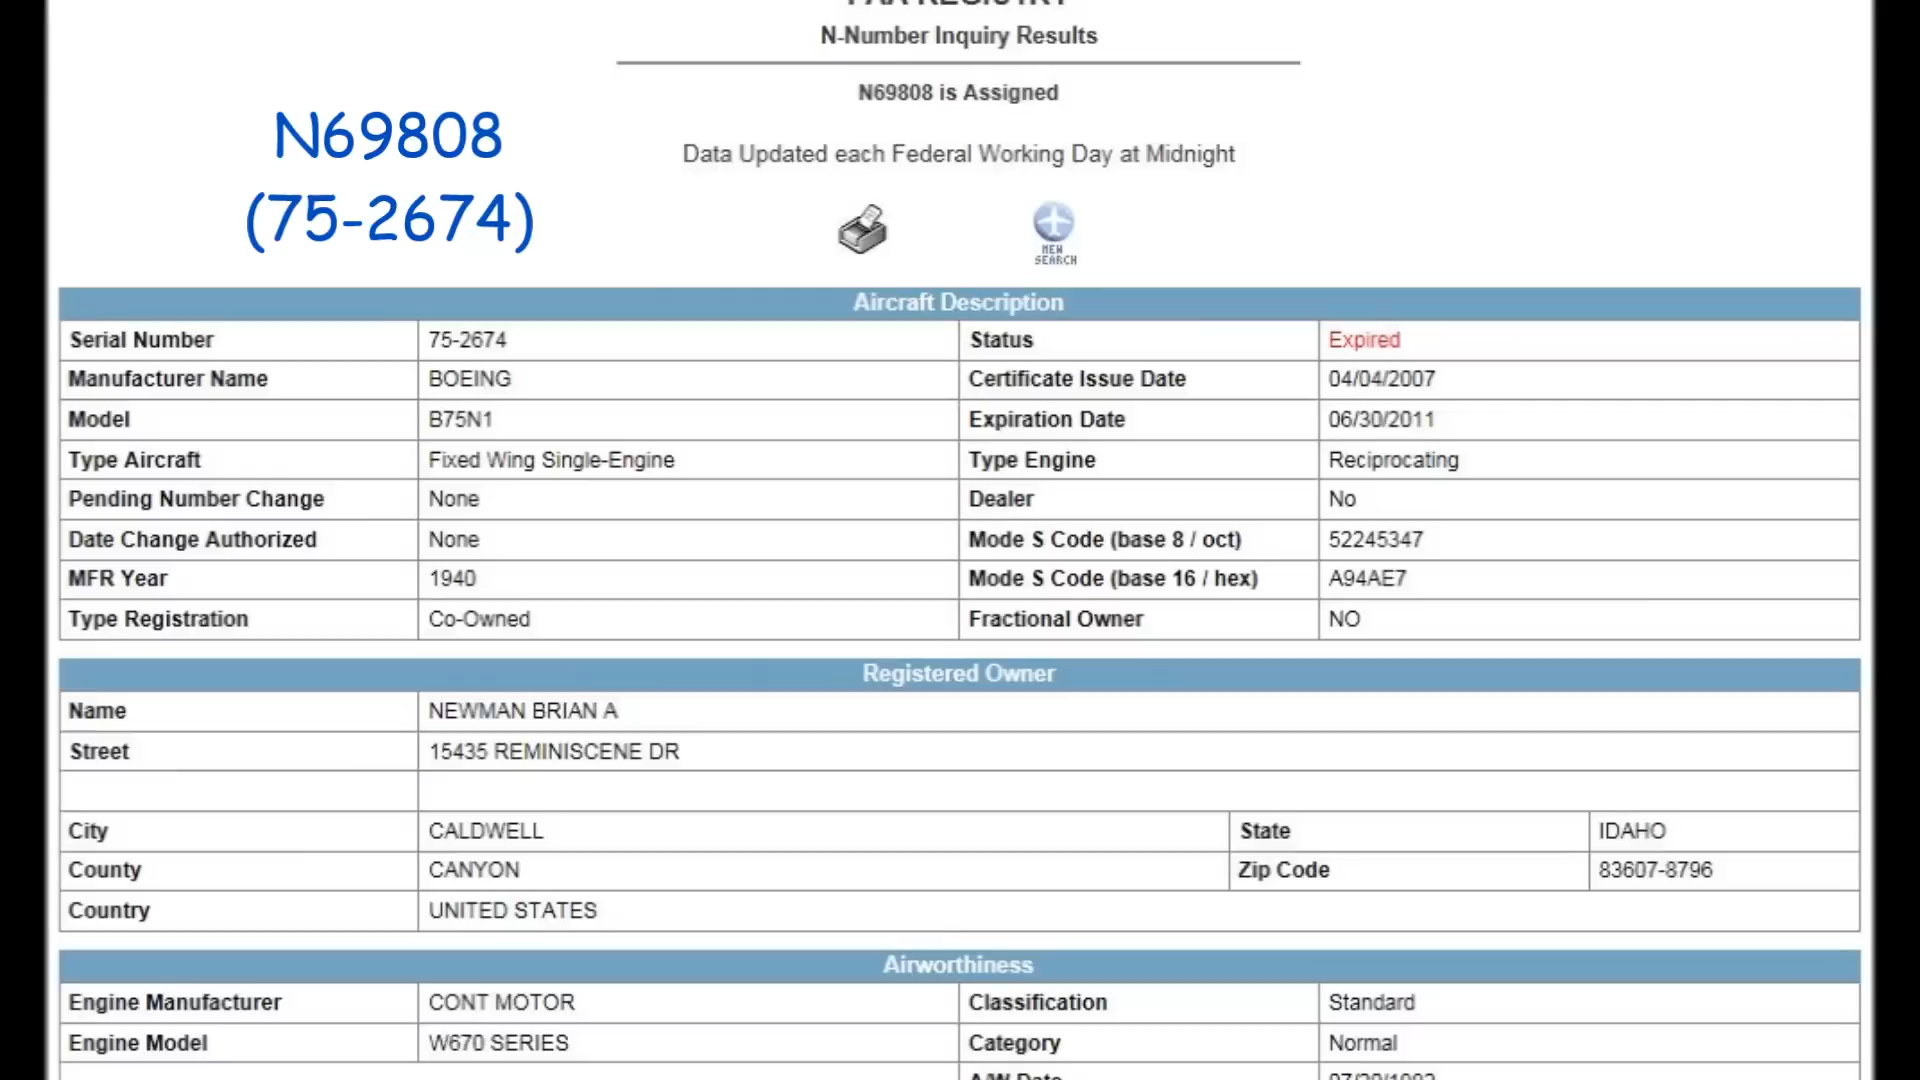 FAA REGISTRY
N-Number Inquiry Results
N69808 is Assigned
N69808
(75-2674)
Data Updated each Federal Working Day at Midnight
NEW
SEARCH
Aircraft Description
Serial Number 75-2674 Status Expired
Manufacturer Name BOEING Certificate Issue Date 04/04/2007
Model B75N1 Expiration Date 06/30/2011
Type Aircraft Fixed Wing Single-Engine Type Engine Reciprocating
Pending Number Change None Dealer No
Date Change Authorized None Mode S Code (base 8 / oct) 52245347
MFR Year 1940 Mode S Code (base 16 / hex) A94AE7
Type Registration Co-Owned Fractional Owner NO
Registered Owner
Name NEWMAN BRIAN A
Street 15435 REMINISCENE DR
City CALDWELL State IDAHO
County CANYON Zip Code 83607-8796
Country UNITED STATES
Airworthiness
Engine Manufacturer CONT MOTOR Classification Standard
Engine Model W670 SERIES Category Normal
A/W Date